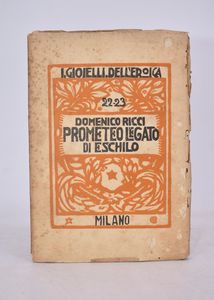 I. GIOIELLI. DELL'EROICA
22-23
DOMENICO RICCI
PROMETEO LEGATO
DI ESCHILO
MILANO